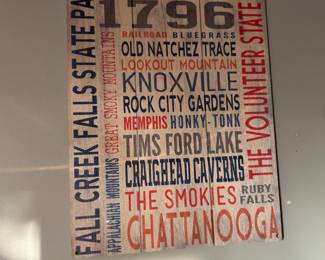 1796
RAILROAD BLUEGRASS
OLD NATCHEZ TRACE
LOOKOUT MOUNTAIN
KNOXVILLE
ROCK CITY GARDENS
MEMPHIS HONKY-TONK
TIMS FORD LAKE
CRAIGHEAD CAVERNS
THE SMOKIES
RUBY
FALLS
CHATTANOOGA
FALL CREEK FALLS STATE PA
GREAT SMOKY MOUNTAINS
APPALACHIAN MOUNTAINS
THE VOLUNTEER STATE